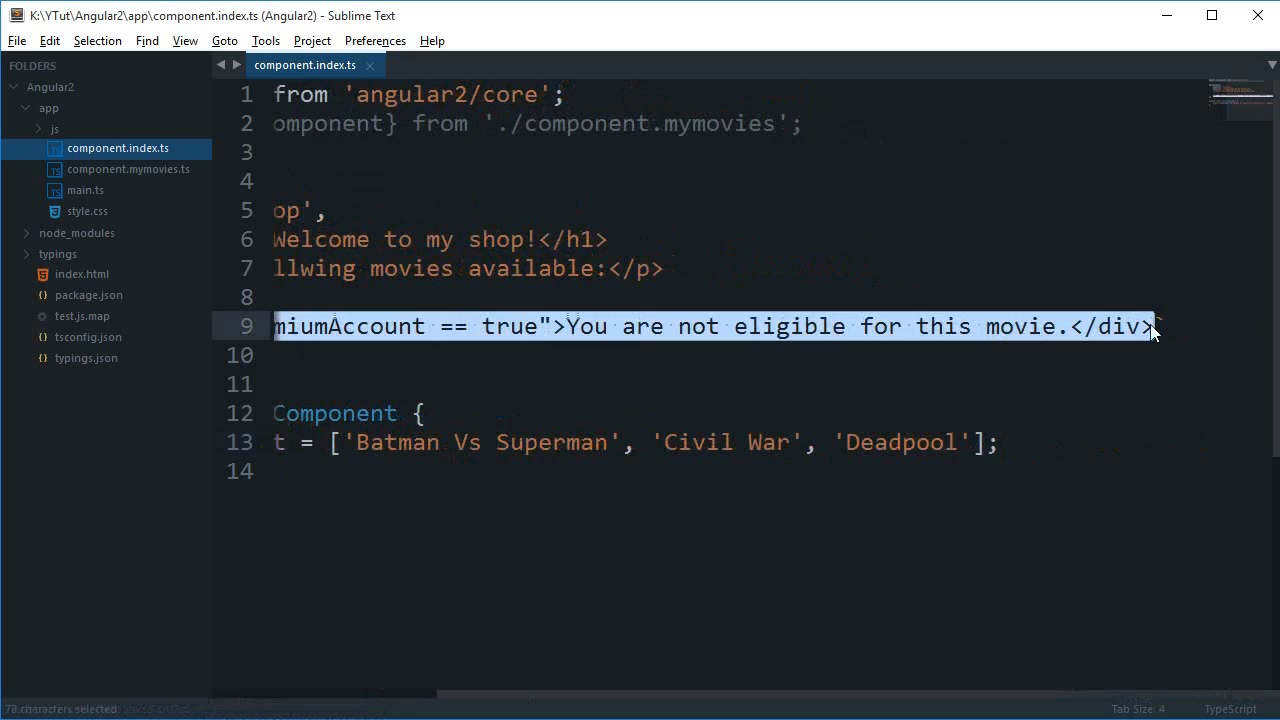 K:\YTut\Angular2\app\component.index.ts (Angular2) - Sublime Text
File Edit Selection Find View Goto Tools Project Preferences Help
FOLDERS
Angular2
app
js
component.index.ts
component.mymovies.ts
main.ts
style.css
node_modules
typings
index.html
package.json
test.js.map
tsconfig.json
typings.json
component.index.ts
1 from 'angular2/core';
2 omponent} from './component.mymovies';
3
4
5 op',
6 Welcome to my shop!</h1>
7 llwing movies available:</p>
8
9 miumAccount == true">You are not eligible for this movie.</div>`
10
11
12 Component {
13 t = ['Batman Vs Superman', 'Civil War', 'Deadpool'];
14
78 characters selected
Tab Size: 4 TypeScript